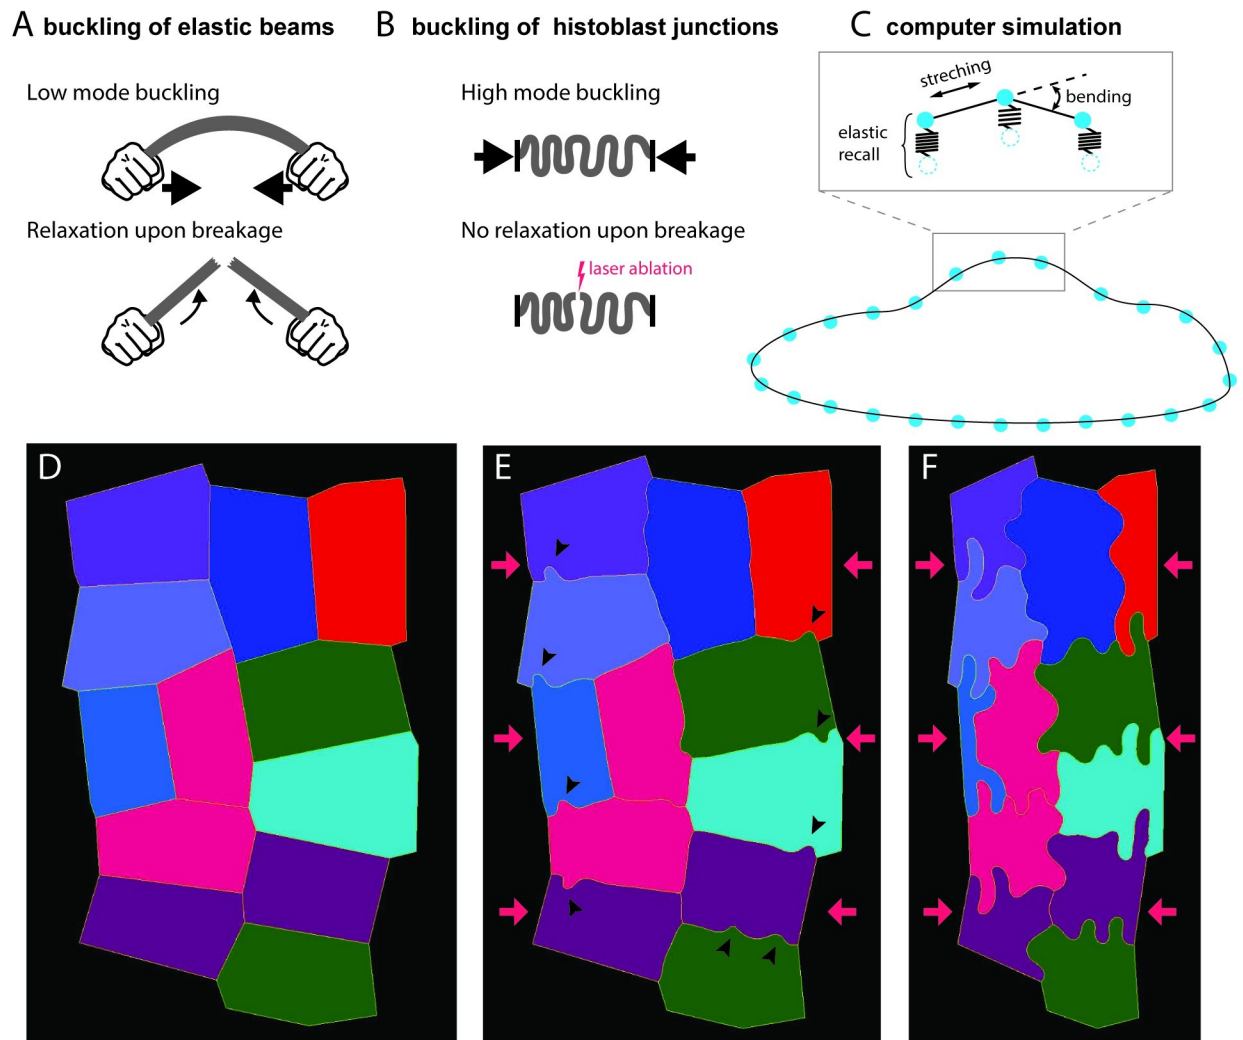 A buckling of elastic beams
B buckling of histoblast junctions
C computer simulation
Low mode buckling
Relaxation upon breakage
High mode buckling
No relaxation upon breakage
laser ablation
streching
bending
elastic
recall
D
E
F